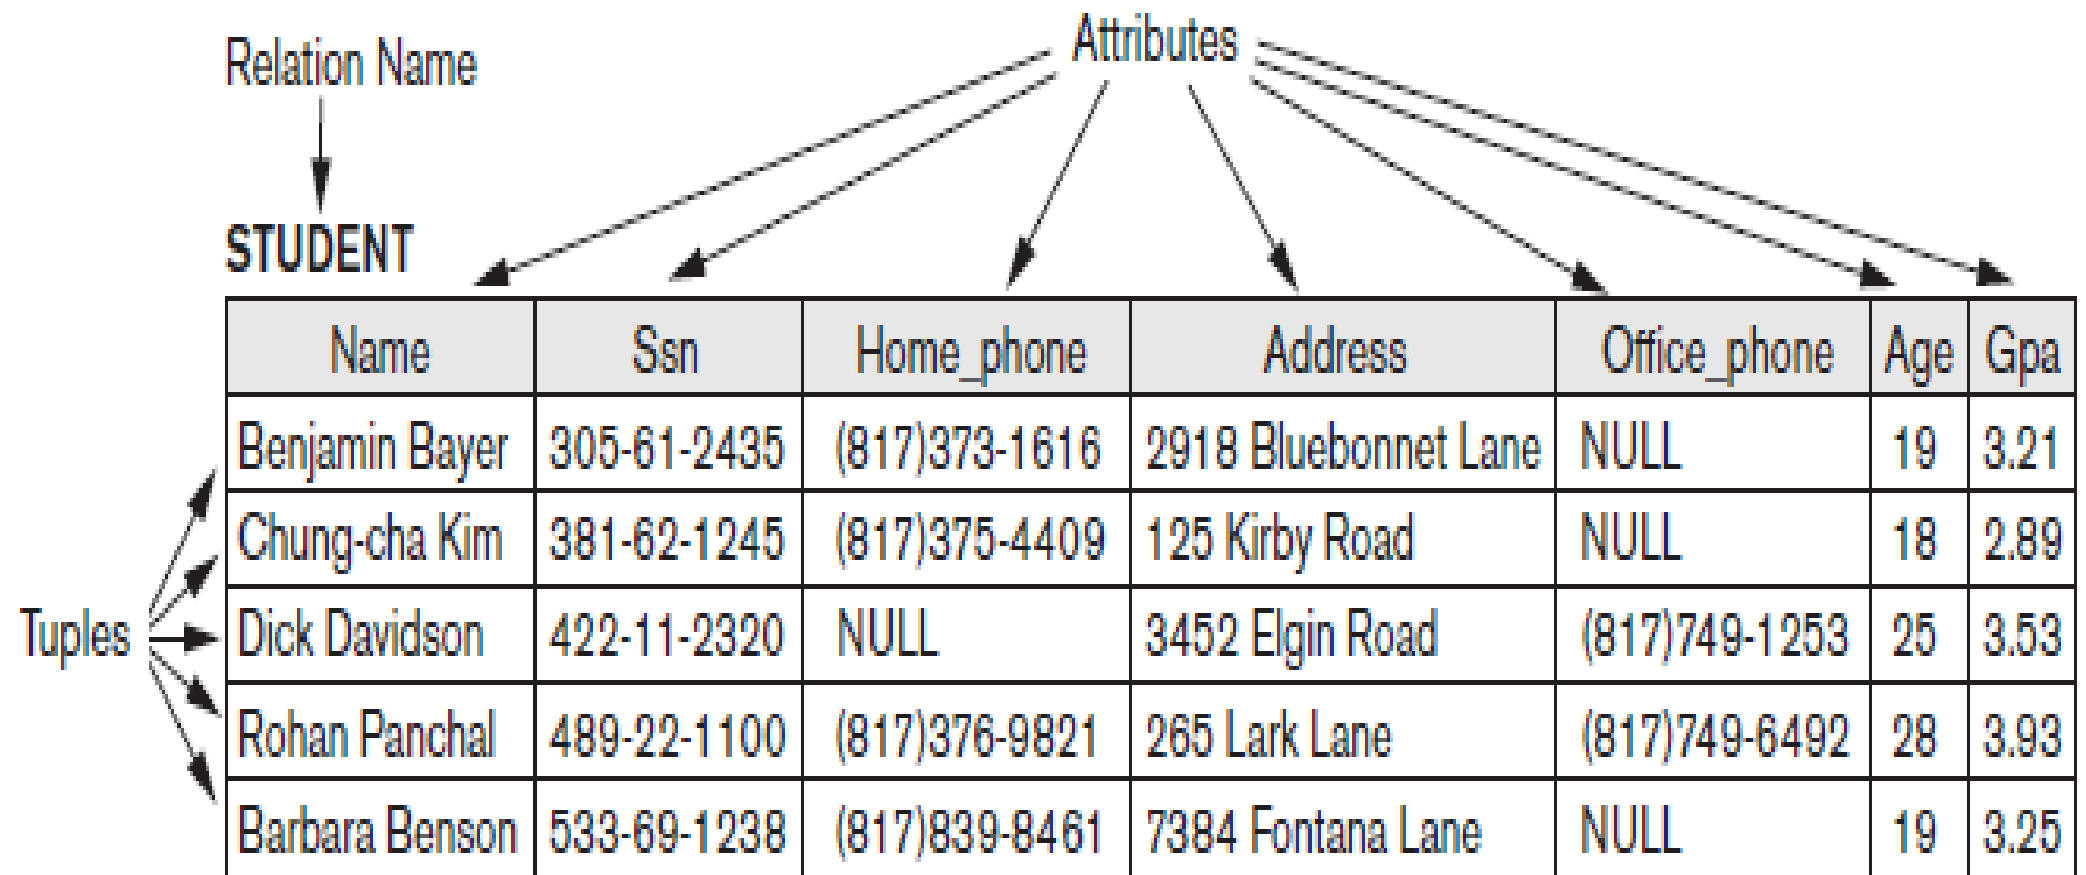 Attributes
Relation Name
STUDENT
Name Ssn Home_phone Address Office_phone Age Gpa
Benjamin Bayer 305-61-2435 (817)373-1616 2918 Bluebonnet Lane NULL 19 3.21
Chung-cha Kim 381-62-1245 (817)375-4409 125 Kirby Road NULL 18 2.89
Tuples
Dick Davidson 422-11-2320 NULL 3452 Elgin Road (817)749-1253 25 3.53
Rohan Panchal 489-22-1100 (817)376-9821 265 Lark Lane (817)749-6492 28 3.93
Barbara Benson 533-69-1238 (817)839-8461 7384 Fontana Lane NULL 19 3.25